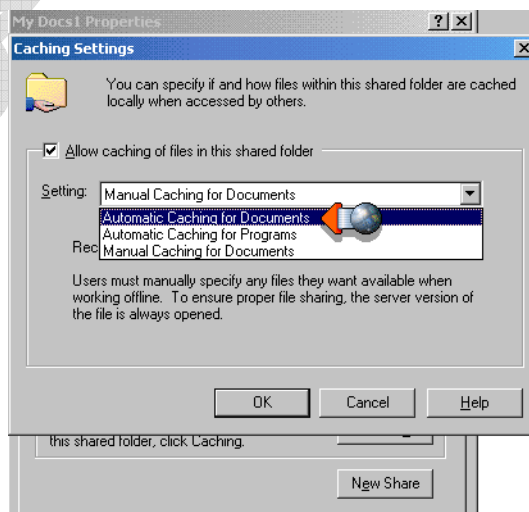 My Docs1 Properties
Caching Settings
You can specify if and how files within this shared folder are cached
locally when accessed by others.
Allow caching of files in this shared folder
Setting: Manual Caching for Documents
Automatic Caching for Documents
Automatic Caching for Programs
Rec Manual Caching for Documents
Users must manually specify any files they want available when
working offline. To ensure proper file sharing, the server version of
the file is always opened.
OK Cancel Help
this shared folder, click Caching.
New Share